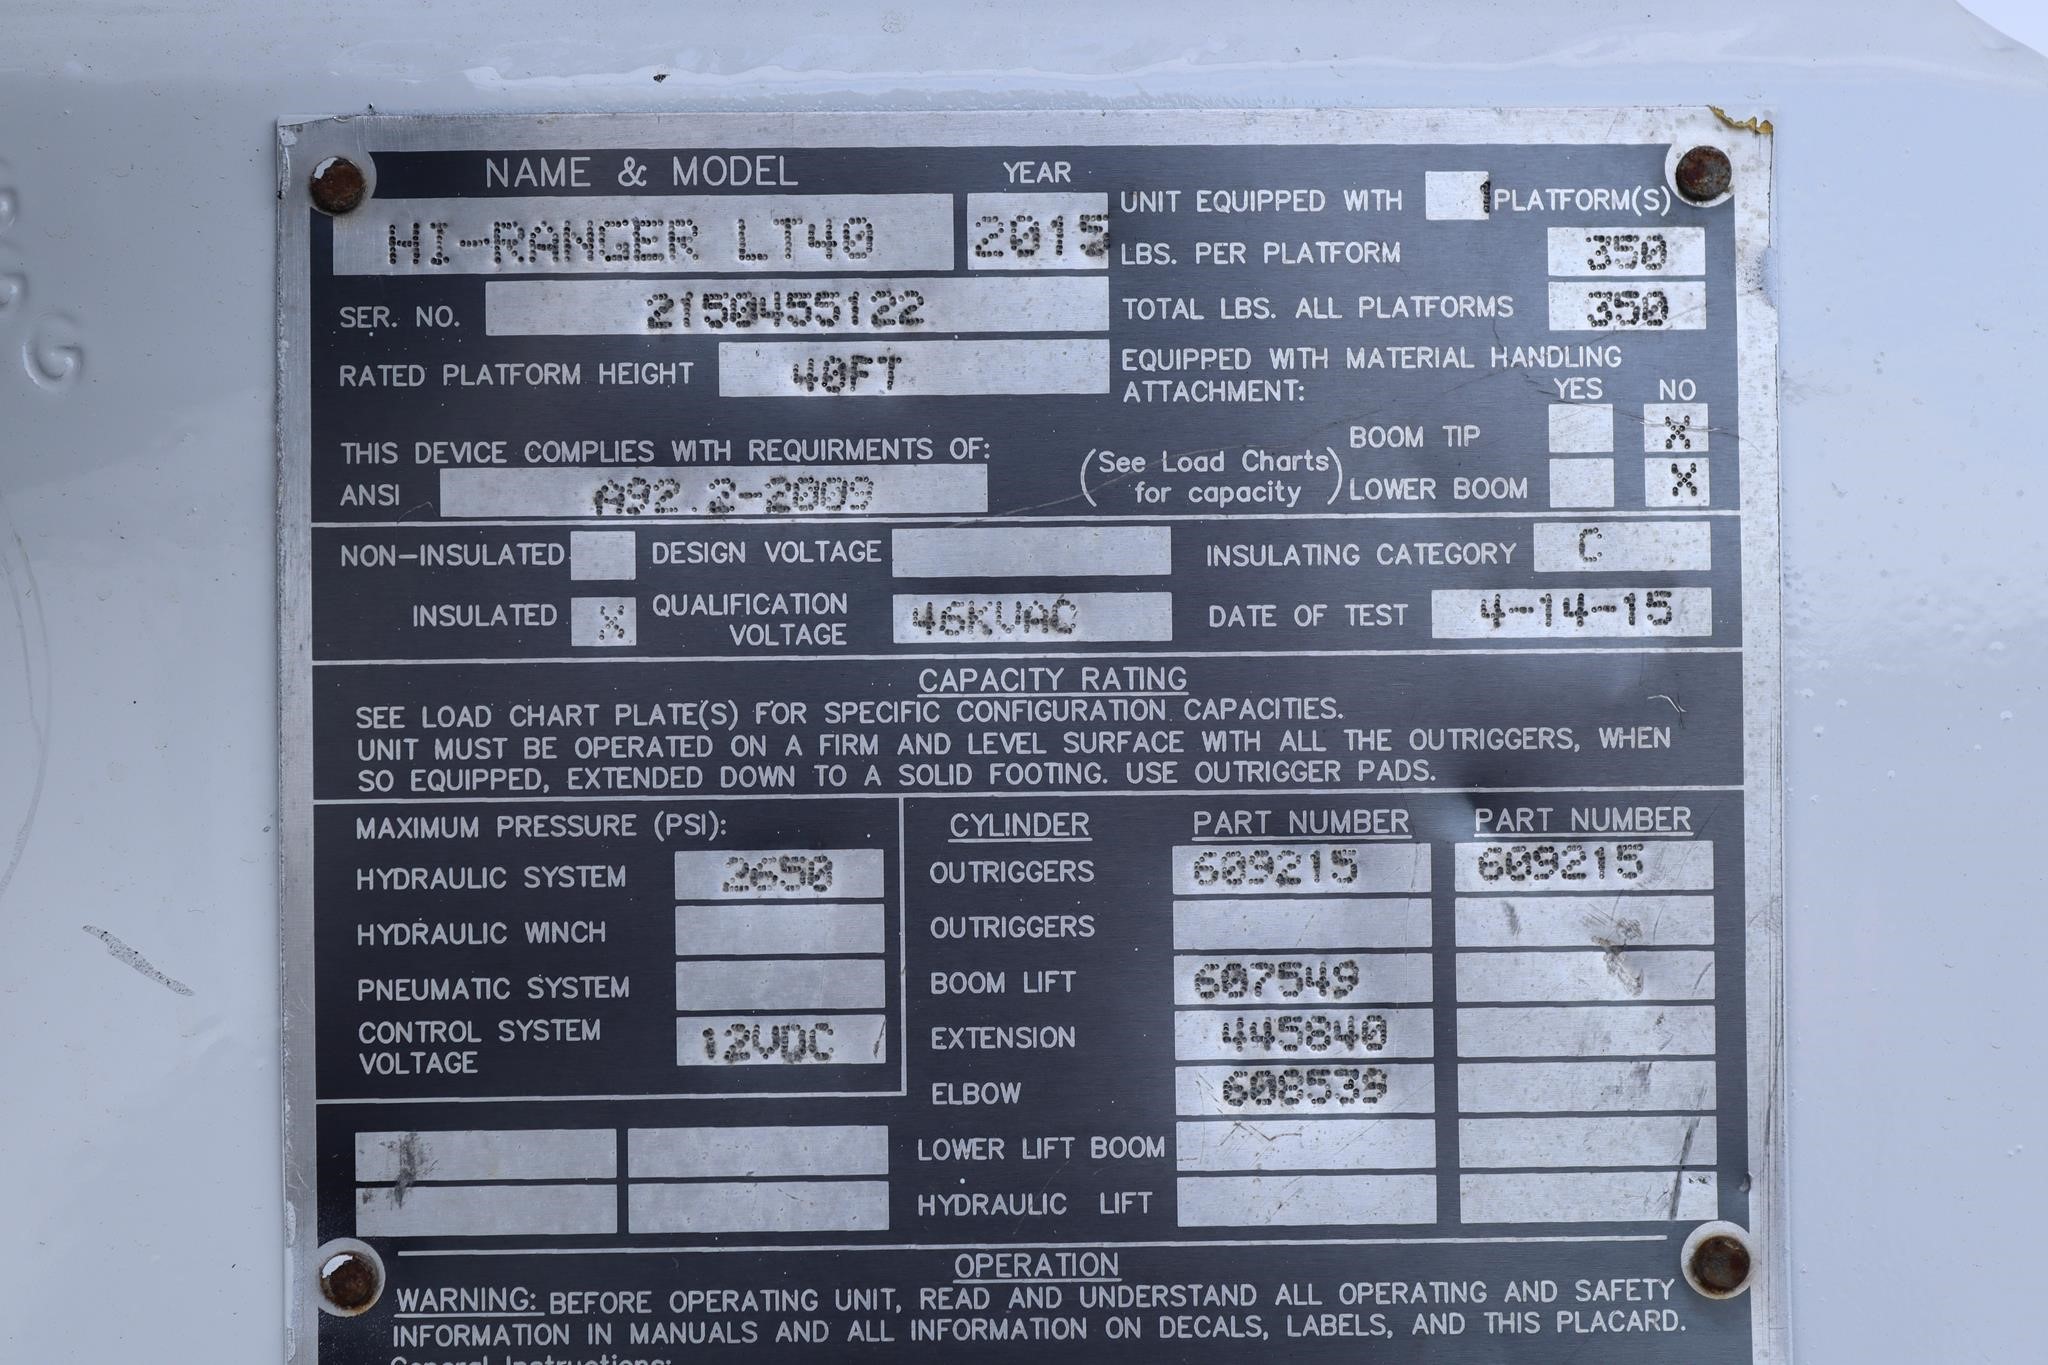 NAME & MODEL
YEAR
HI-RANGER LT40
2015
SER. NO.
2150455122
RATED PLATFORM HEIGHT
40FT
UNIT EQUIPPED WITH 1 PLATFORM(S)
LBS. PER PLATFORM 350
TOTAL LBS. ALL PLATFORMS 350
EQUIPPED WITH MATERIAL HANDLING
ATTACHMENT:
YES NO
BOOM TIP X
(See Load Charts
for capacity)
LOWER BOOM X
THIS DEVICE COMPLIES WITH REQUIRMENTS OF:
ANSI A92.2-2009
NON-INSULATED DESIGN VOLTAGE INSULATING CATEGORY C
INSULATED X QUALIFICATION
VOLTAGE 46KVAC DATE OF TEST 4-14-15
CAPACITY RATING
SEE LOAD CHART PLATE(S) FOR SPECIFIC CONFIGURATION CAPACITIES.
UNIT MUST BE OPERATED ON A FIRM AND LEVEL SURFACE WITH ALL THE OUTRIGGERS, WHEN
SO EQUIPPED, EXTENDED DOWN TO A SOLID FOOTING. USE OUTRIGGER PADS.
MAXIMUM PRESSURE (PSI):
HYDRAULIC SYSTEM 2650
HYDRAULIC WINCH
PNEUMATIC SYSTEM
CONTROL SYSTEM
VOLTAGE 12VDC
CYLINDER PART NUMBER PART NUMBER
OUTRIGGERS 609215 609215
OUTRIGGERS
BOOM LIFT 607549
EXTENSION 445840
ELBOW 608539
LOWER LIFT BOOM
HYDRAULIC LIFT
OPERATION
WARNING: BEFORE OPERATING UNIT, READ AND UNDERSTAND ALL OPERATING AND SAFETY
INFORMATION IN MANUALS AND ALL INFORMATION ON DECALS, LABELS, AND THIS PLACARD.
General Instructions: